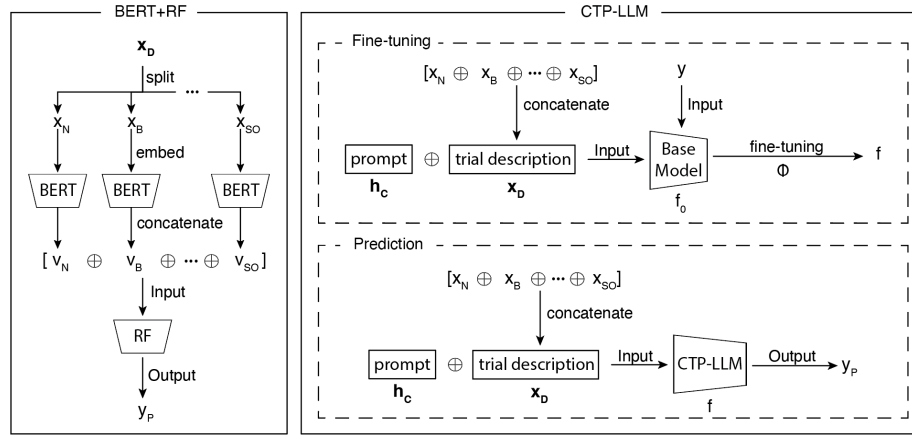 BERT+RF
x_D
split
...
x_N x_B x_SO
embed
BERT BERT BERT
concatenate
[ v_N ⊕ v_B ⊕ ... ⊕ v_SO ]
Input
RF
Output
y_P
CTP-LLM
Fine-tuning
[x_N ⊕ x_B ⊕ ... ⊕ x_SO]
y
concatenate
Input
prompt ⊕ trial description
Input
Base
Model
fine-tuning
f
h_C
x_D
Φ
f_0
Prediction
[x_N ⊕ x_B ⊕ ... ⊕ x_SO]
concatenate
prompt ⊕ trial description
Input
CTP-LLM
Output
y_P
h_C
x_D
f